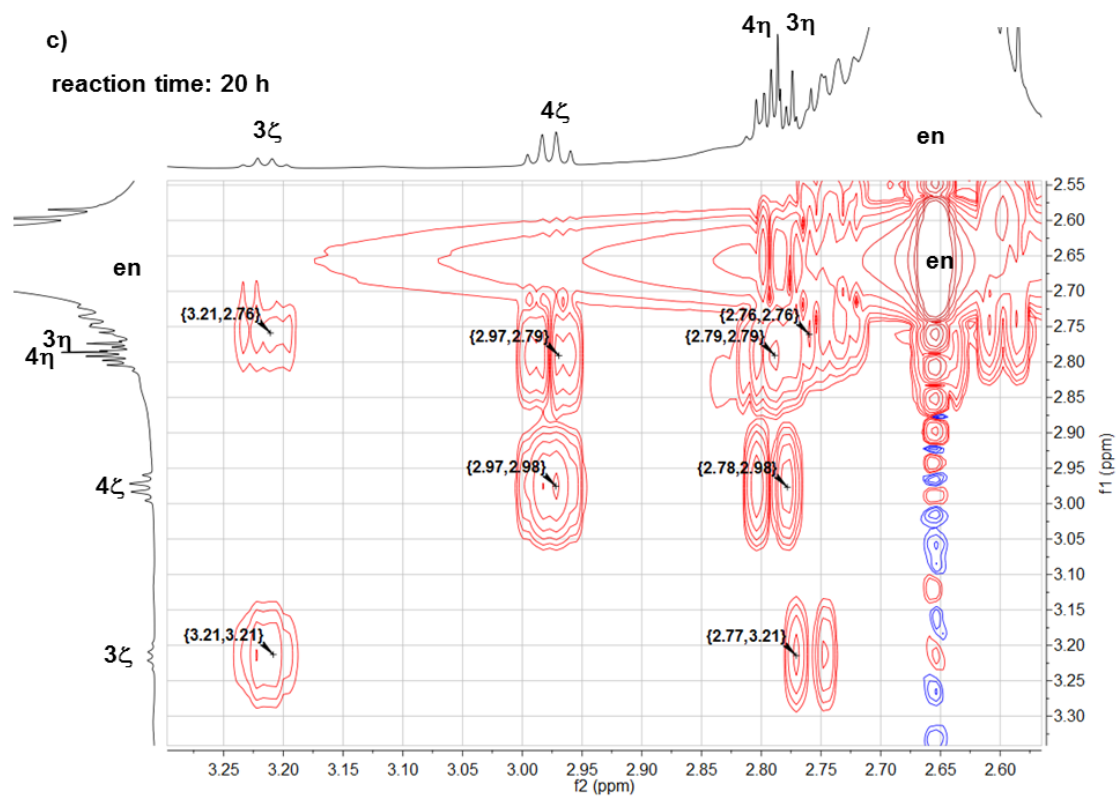 c)
reaction time: 20 h
4η 3η
3ζ
4ζ
en
2.55
2.60
2.65
2.70
2.75
2.80
2.85
2.90
2.95
3.00
3.05
3.10
3.15
3.20
3.25
3.30
f1 (ppm)
en
en
3η
4η
4ζ
3ζ
{3.21,2.76}
{2.97,2.79}
{2.76,2.76}
{2.79,2.79}
{2.97,2.98}
{2.78,2.98}
{3.21,3.21}
{2.77,3.21}
3.25 3.20 3.15 3.10 3.05 3.00 2.95 2.90 2.85 2.80 2.75 2.70 2.65 2.60
f2 (ppm)